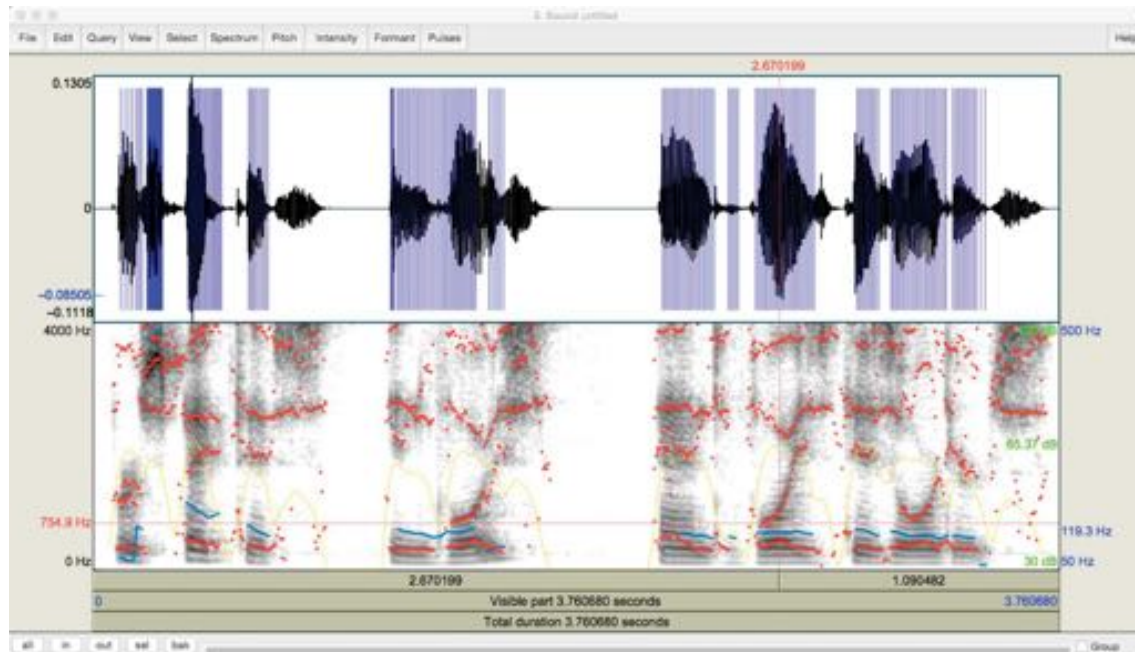 2. Sound untitled
File Edit Query View Select Spectrum Pitch Intensity Formant Pulses Help
2.670199
0.1305
0
-0.08505
-0.1118
4000 Hz
500 Hz
65.37 dB
754.9 Hz
119.3 Hz
0 Hz
30 dB 50 Hz
2.670199 1.090482
0 Visible part 3.760680 seconds 3.760680
Total duration 3.760680 seconds
all in out sel bak Group